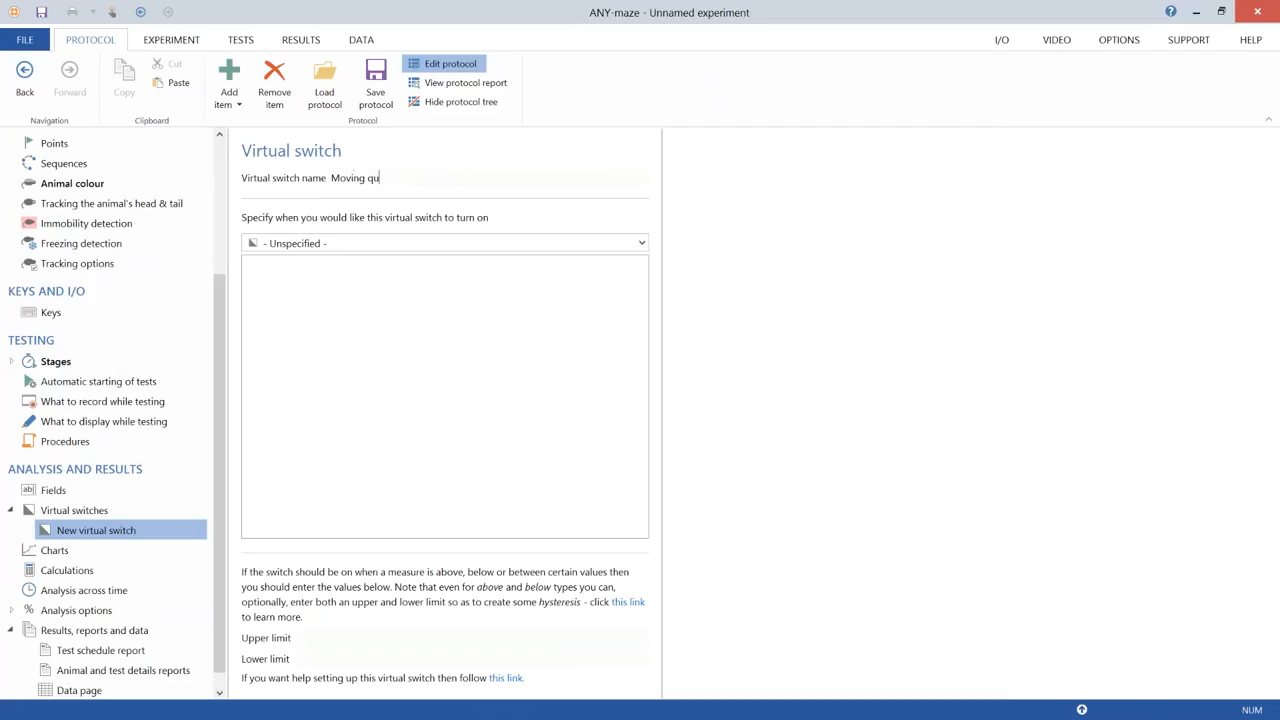 ANY-maze - Unnamed experiment
FILE PROTOCOL EXPERIMENT TESTS RESULTS DATA I/O VIDEO OPTIONS SUPPORT HELP
Back
Forward
Navigation
Copy
Cut
Paste
Clipboard
Add item
Remove item
Load protocol
Save protocol
Edit protocol
View protocol report
Hide protocol tree
Protocol
Points
Sequences
Animal colour
Tracking the animal's head & tail
Immobility detection
Freezing detection
Tracking options
KEYS AND I/O
Keys
TESTING
Stages
Automatic starting of tests
What to record while testing
What to display while testing
Procedures
ANALYSIS AND RESULTS
Fields
Virtual switches
New virtual switch
Charts
Calculations
Analysis across time
Analysis options
Results, reports and data
Test schedule report
Animal and test details reports
Data page
Virtual switch
Virtual switch name Moving qu
Specify when you would like this virtual switch to turn on
- Unspecified -
If the switch should be on when a measure is above, below or between certain values then
you should enter the values below. Note that even for above and below types you can,
optionally, enter both an upper and lower limit so as to create some hysteresis - click this link
to learn more.
Upper limit
Lower limit
If you want help setting up this virtual switch then follow this link.
NUM